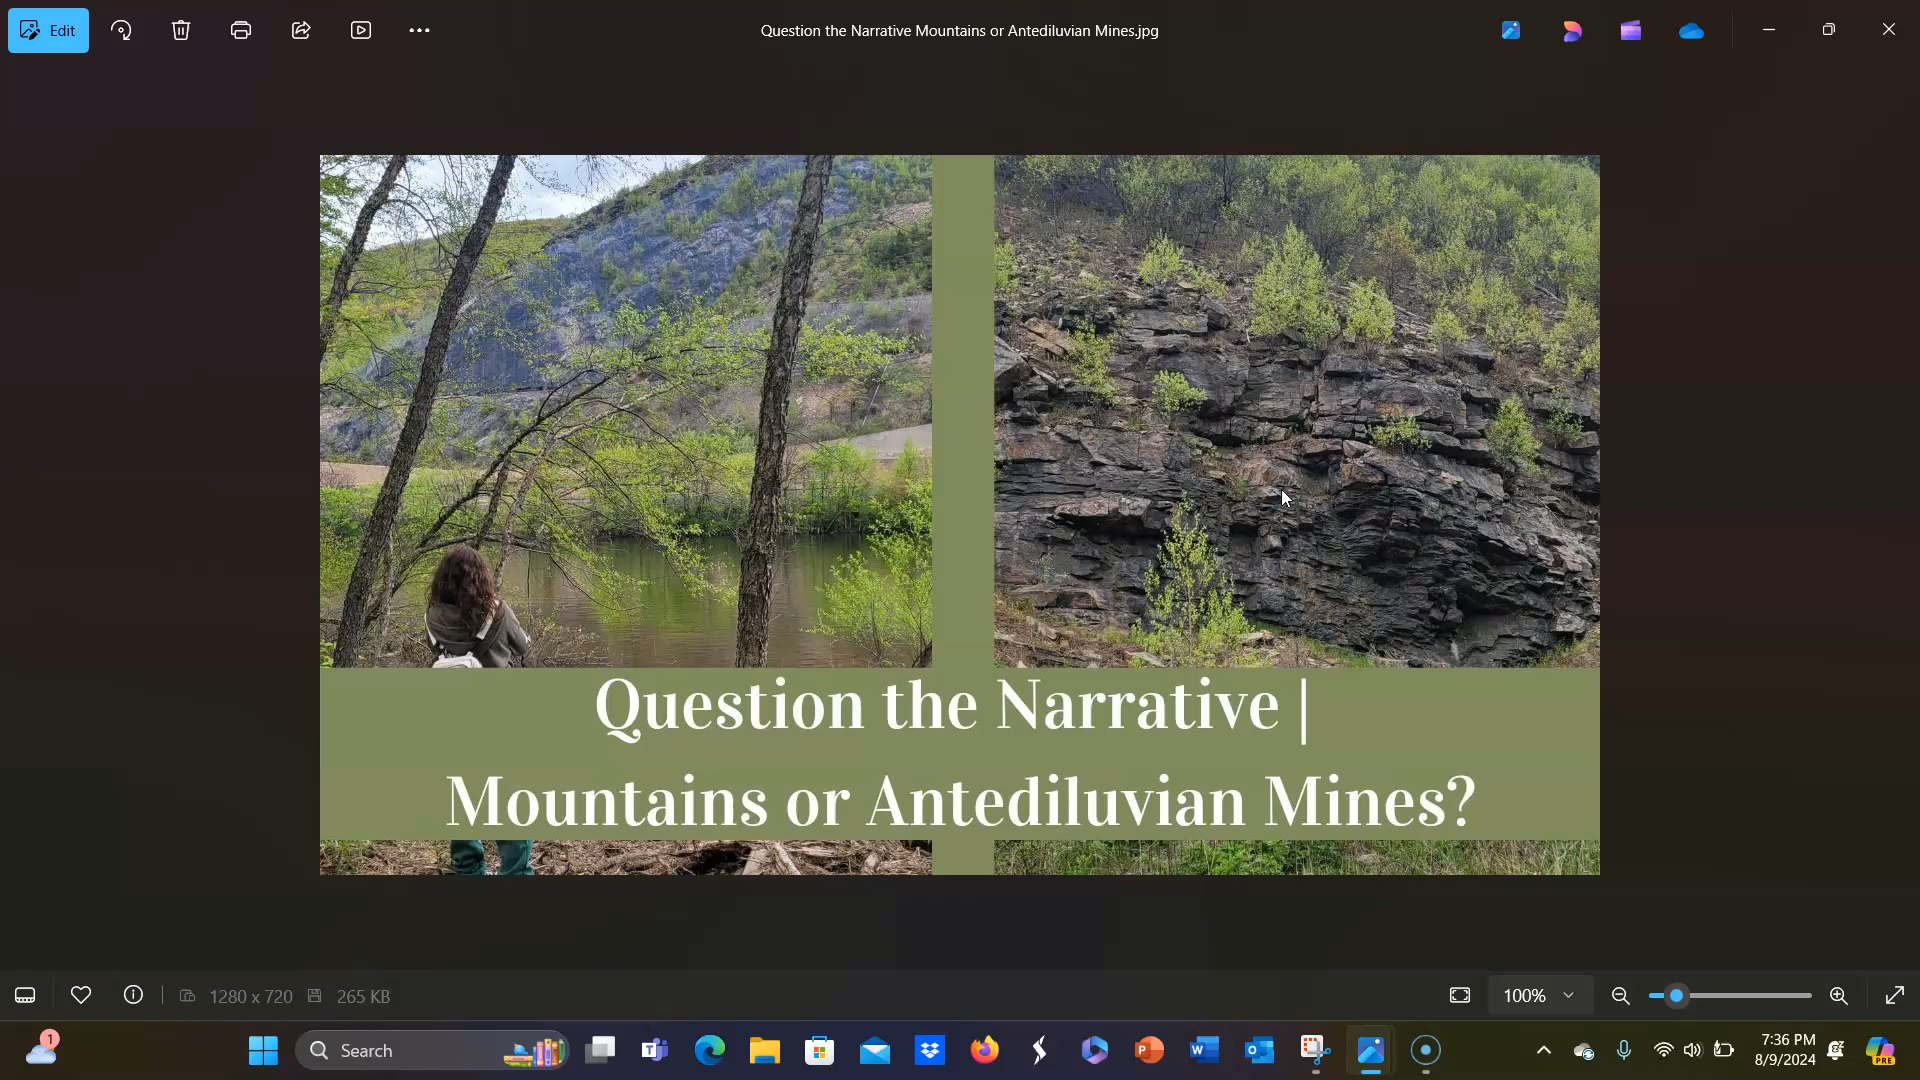 Edit
Question the Narrative Mountains or Antediluvian Mines.jpg
Question the Narrative |
Mountains or Antediluvian Mines?
1280 x 720
265 KB
100%
1
Search
7:36 PM
8/9/2024
PRE